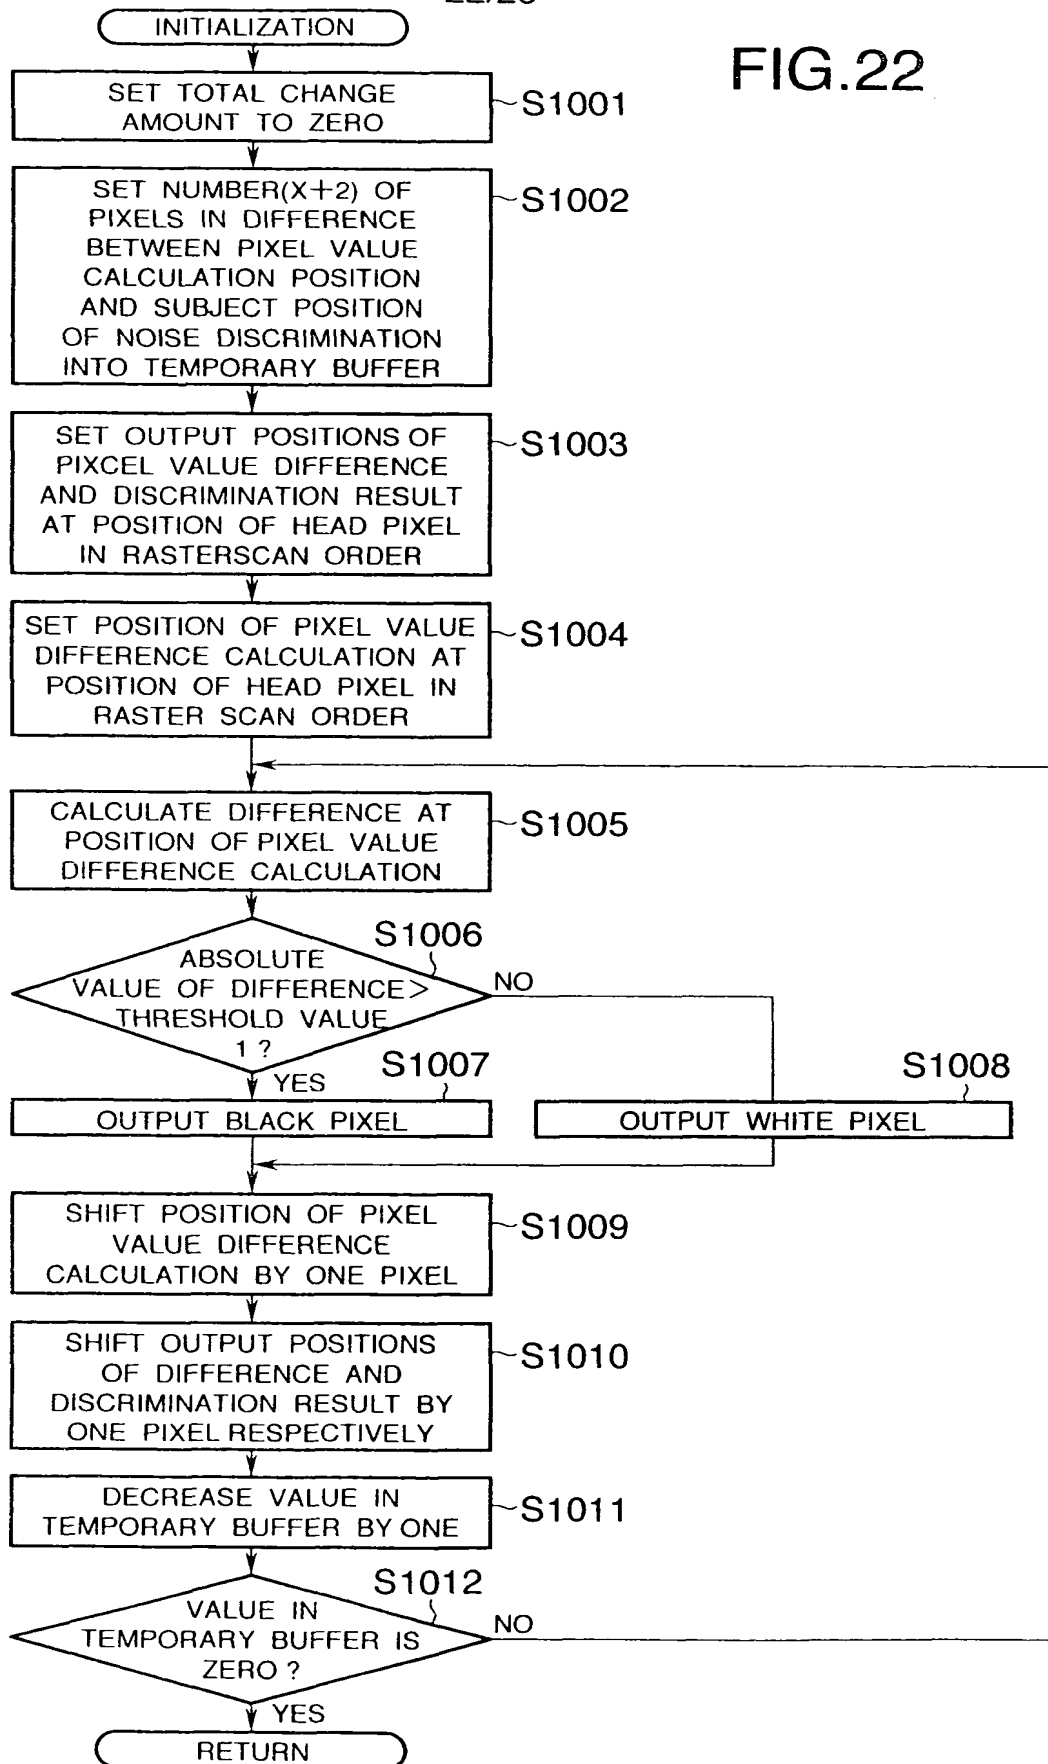 INITIALIZATION
FIG.22
SET TOTAL CHANGE
AMOUNT TO ZERO
S1001
SET NUMBER(X+2) OF
PIXELS IN DIFFERENCE
BETWEEN PIXEL VALUE
CALCULATION POSITION
AND SUBJECT POSITION
OF NOISE DISCRIMINATION
INTO TEMPORARY BUFFER
S1002
SET OUTPUT POSITIONS OF
PIXCEL VALUE DIFFERENCE
AND DISCRIMINATION RESULT
AT POSITION OF HEAD PIXEL
IN RASTERSCAN ORDER
S1003
SET POSITION OF PIXEL VALUE
DIFFERENCE CALCULATION AT
POSITION OF HEAD PIXEL IN
RASTER SCAN ORDER
S1004
CALCULATE DIFFERENCE AT
POSITION OF PIXEL VALUE
DIFFERENCE CALCULATION
S1005
S1006
ABSOLUTE
VALUE OF DIFFERENCE>
THRESHOLD VALUE
1 ?
NO
YES
S1007
OUTPUT BLACK PIXEL
S1008
OUTPUT WHITE PIXEL
SHIFT POSITION OF PIXEL
VALUE DIFFERENCE
CALCULATION BY ONE PIXEL
S1009
SHIFT OUTPUT POSITIONS
OF DIFFERENCE AND
DISCRIMINATION RESULT BY
ONE PIXEL RESPECTIVELY
S1010
DECREASE VALUE IN
TEMPORARY BUFFER BY ONE
S1011
S1012
VALUE IN
TEMPORARY BUFFER IS
ZERO ?
NO
YES
RETURN